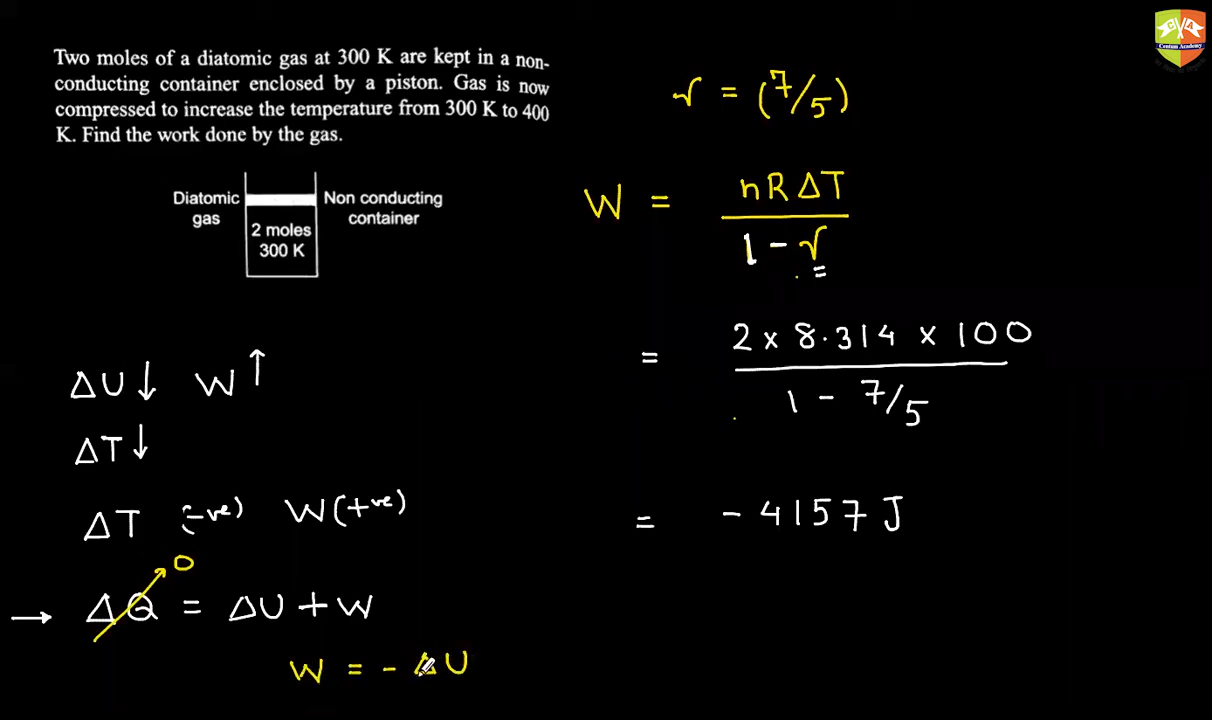 Two moles of a diatomic gas at 300 K are kept in a non-
conducting container enclosed by a piston. Gas is now
compressed to increase the temperature from 300 K to 400
K. Find the work done by the gas.
Diatomic gas
2 moles
300 K
Non conducting container
ΔU↓ W↑
ΔT↓
ΔT (-ve) W(+ve)
→ ΔQ 0 = ΔU + W
W = - ΔU
γ = (7/5)
W = nRΔT / 1 - γ
= 2 x 8.314 x 100 / 1 - 7/5
= - 4157 J
Centum Academy